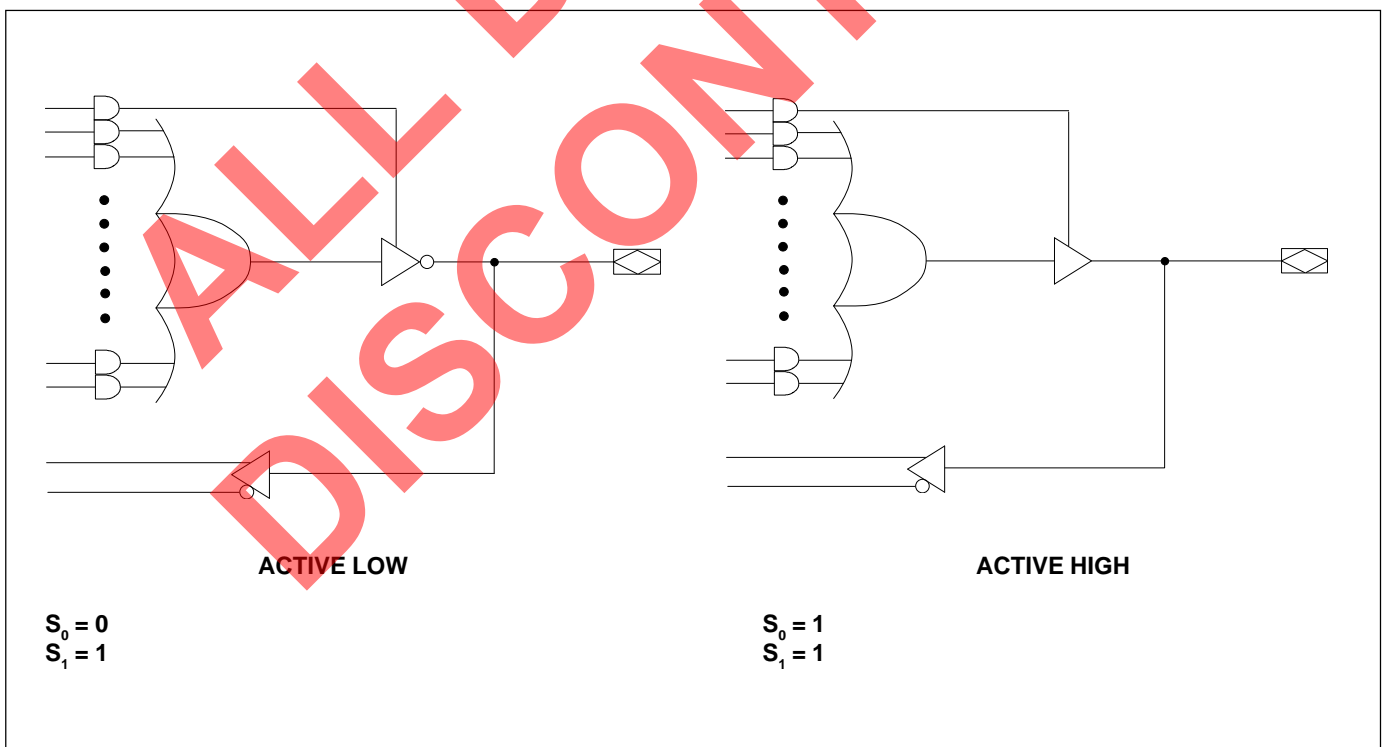 ALL D
DISCONT
ACTIVE LOW
ACTIVE HIGH
S₀ = 0
S₁ = 1
S₀ = 1
S₁ = 1